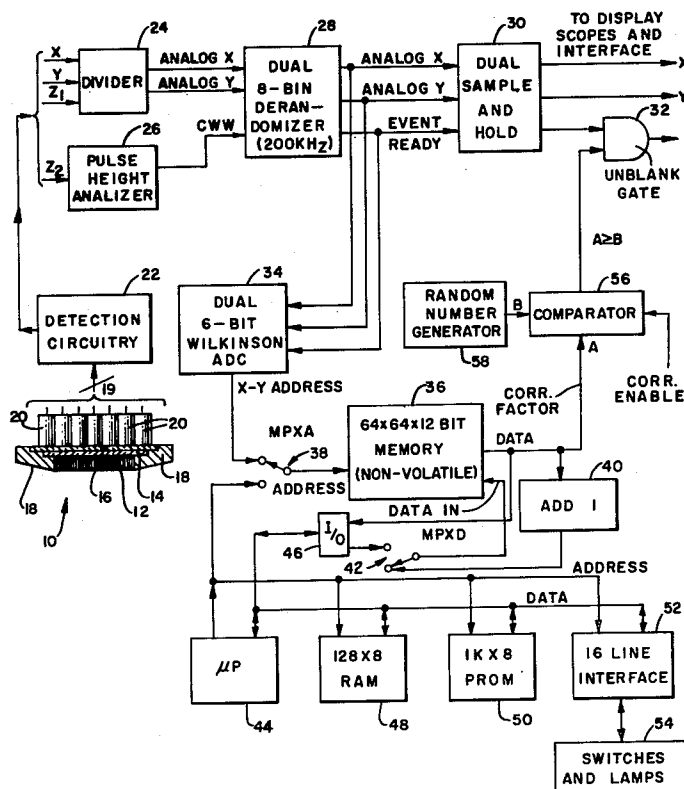 24
28
30
TO DISPLAY
SCOPES AND
INTERFACE
X
Y
Z1
DIVIDER
ANALOG X
ANALOG Y
DUAL
8-BIN
DERAN-
DOMIZER
(200KHZ)
ANALOG X
ANALOG Y
EVENT
READY
DUAL
SAMPLE
AND
HOLD
X
Y
32
UNBLANK
GATE
26
CWW
Z2
PULSE
HEIGHT
ANALIZER
A≥B
22
DETECTION
CIRCUITRY
34
DUAL
6-BIT
WILKINSON
ADC
RANDOM
NUMBER
GENERATOR
58
B
56
COMPARATOR
A
19
X-Y ADDRESS
36
CORR.
FACTOR
CORR.
ENABLE
20
20
MPXA
38
64X64X12 BIT
MEMORY
(NON-VOLATILE)
DATA
18
16
12
14
18
10
ADDRESS
DATA IN
40
ADD 1
I/O
46
MPXD
42
ADDRESS
DATA
52
μP
44
128X8
RAM
48
1K X 8
PROM
50
16 LINE
INTERFACE
54
SWITCHES
AND LAMPS